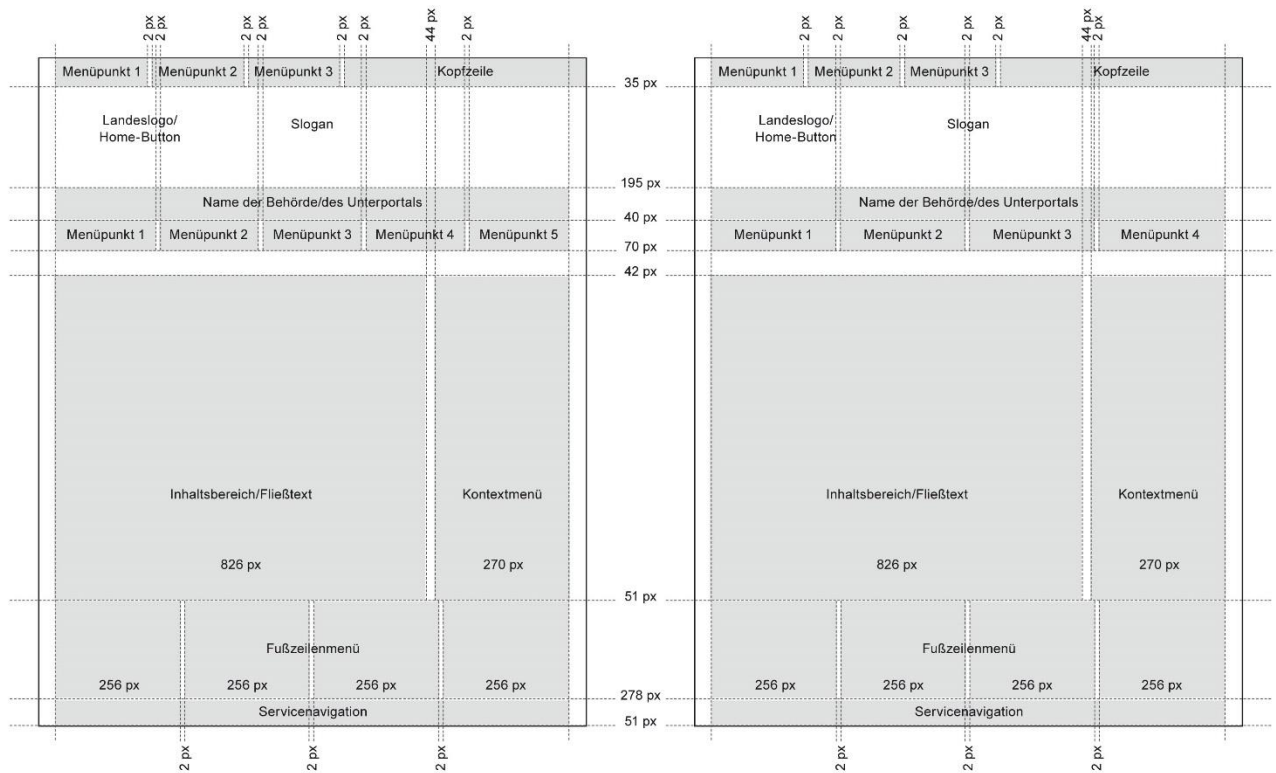 2 px 2 px 2 px 2 px 2 px 2 px 44 px 2 px 2 px 2 px 2 px 2 px 44 px 2 px
Menüpunkt 1 Menüpunkt 2 Menüpunkt 3 Kopfzeile Menüpunkt 1 Menüpunkt 2 Menüpunkt 3 Kopfzeile
35 px
Landeslogo/ Landeslogo/
Home-Button Slogan Home-Button Slogan
195 px
Name der Behörde/des Unterportals Name der Behörde/des Unterportals
40 px
Menüpunkt 1 Menüpunkt 2 Menüpunkt 3 Menüpunkt 4 Menüpunkt 5 Menüpunkt 1 Menüpunkt 2 Menüpunkt 3 Menüpunkt 4
70 px
42 px
Inhaltsbereich/Fließtext Kontextmenü Inhaltsbereich/Fließtext Kontextmenü
826 px 270 px 826 px 270 px
51 px
Fußzeilenmenü Fußzeilenmenü
256 px 256 px 256 px 256 px 256 px 256 px 256 px 256 px
278 px
Servicenavigation Servicenavigation
51 px
2 px 2 px 2 px 2 px 2 px 2 px